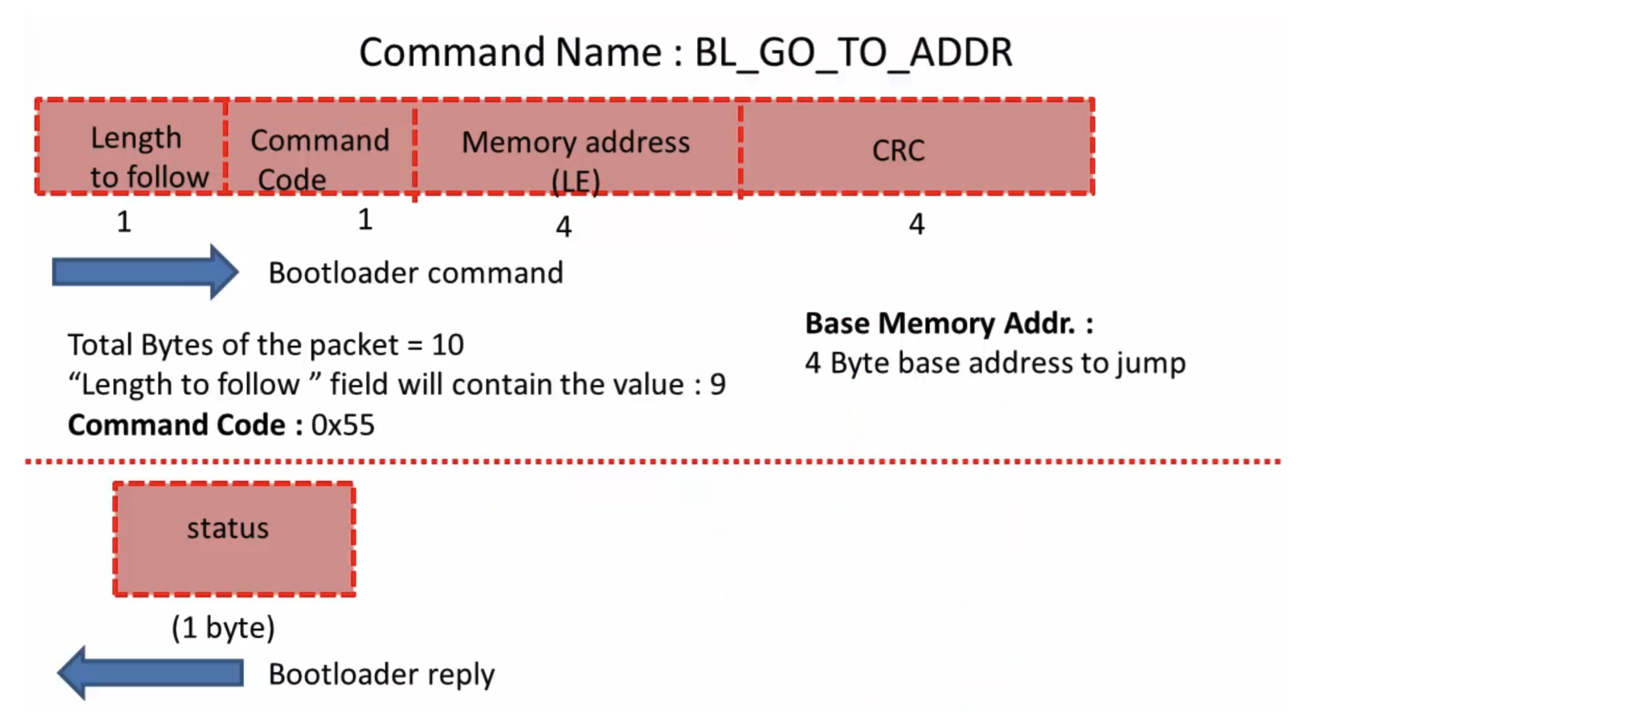 Command Name : BL_GO_TO_ADDR
Length
to follow
Command
Code
Memory address
(LE)
CRC
1
1
4
4
Bootloader command
Total Bytes of the packet = 10
“Length to follow ” field will contain the value : 9
Command Code : 0x55
Base Memory Addr. :
4 Byte base address to jump
status
(1 byte)
Bootloader reply